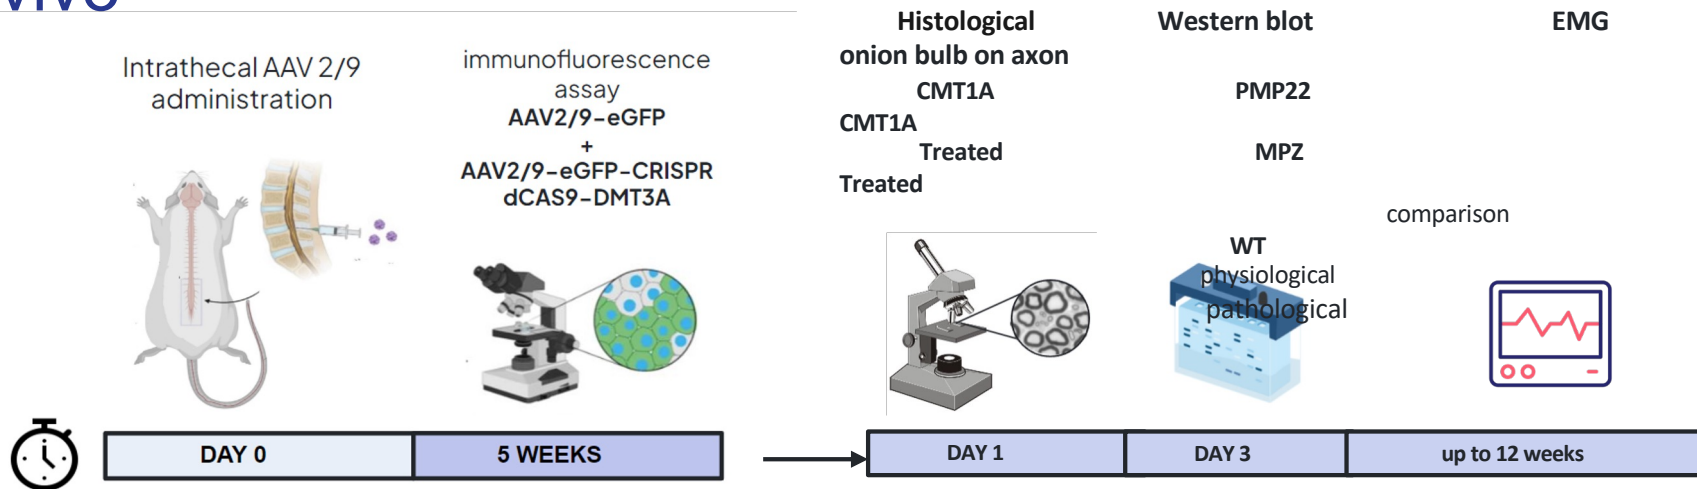 vivo
Intrathecal AAV 2/9
administration
immunofluorescence
assay
AAV2/9-eGFP
+
AAV2/9-eGFP-CRISPR
dCAS9-DMT3A
DAY 0
5 WEEKS
Histological
onion bulb on axon
CMT1A
CMT1A
Treated
Treated
Western blot
PMP22
MPZ
WT
physiological
pathological
EMG
comparison
DAY 1
DAY 3
up to 12 weeks